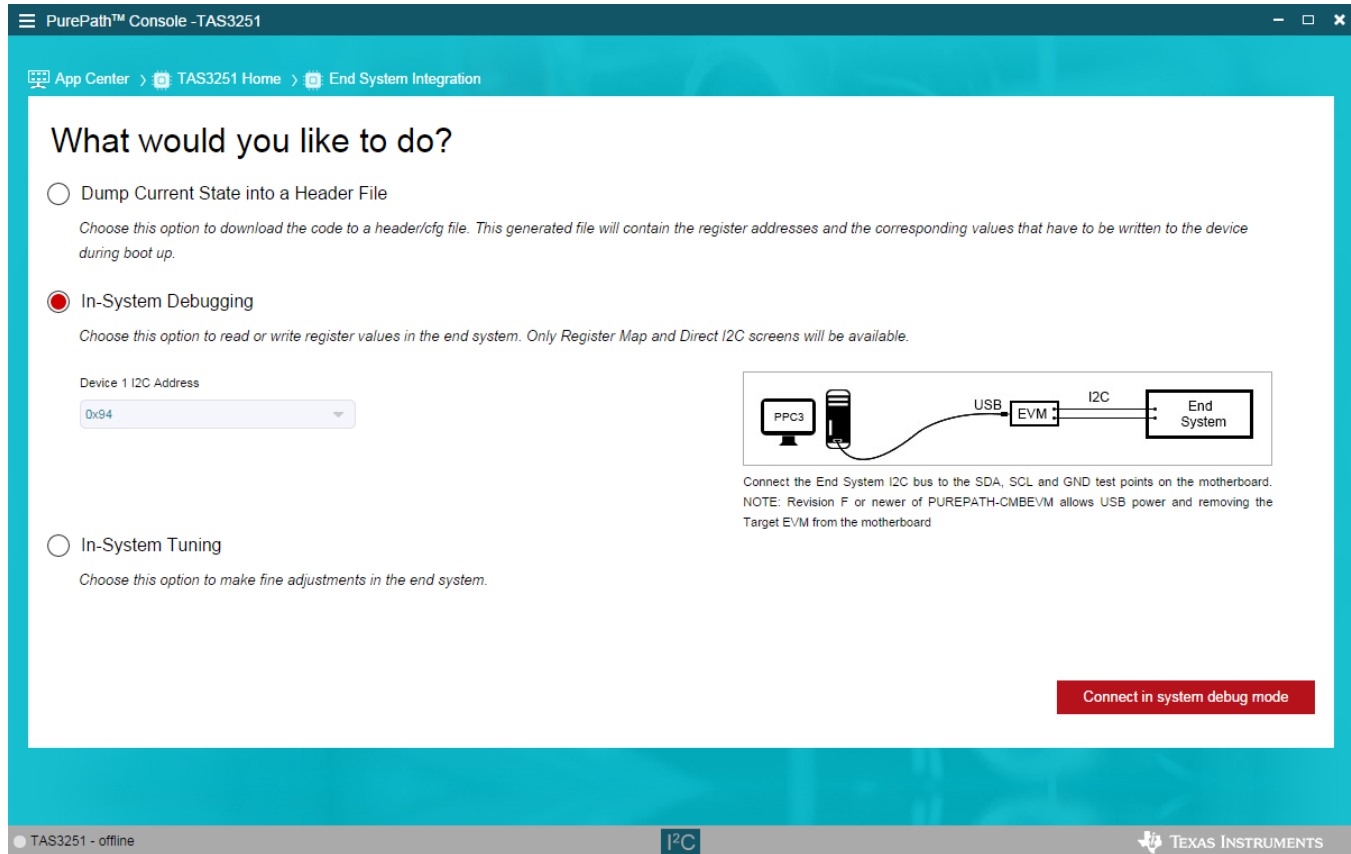 PurePath™ Console -TAS3251
App Center > TAS3251 Home > End System Integration
What would you like to do?
Dump Current State into a Header File
Choose this option to download the code to a header/cfg file. This generated file will contain the register addresses and the corresponding values that have to be written to the device
during boot up.
In-System Debugging
Choose this option to read or write register values in the end system. Only Register Map and Direct I2C screens will be available.
Device 1 I2C Address
0x94
PPC3
USB
EVM
I2C
End
System
Connect the End System I2C bus to the SDA, SCL and GND test points on the motherboard.
NOTE: Revision F or newer of PUREPATH-CMBEVM allows USB power and removing the
Target EVM from the motherboard
In-System Tuning
Choose this option to make fine adjustments in the end system.
Connect in system debug mode
TAS3251 - offline
I²C
TEXAS INSTRUMENTS